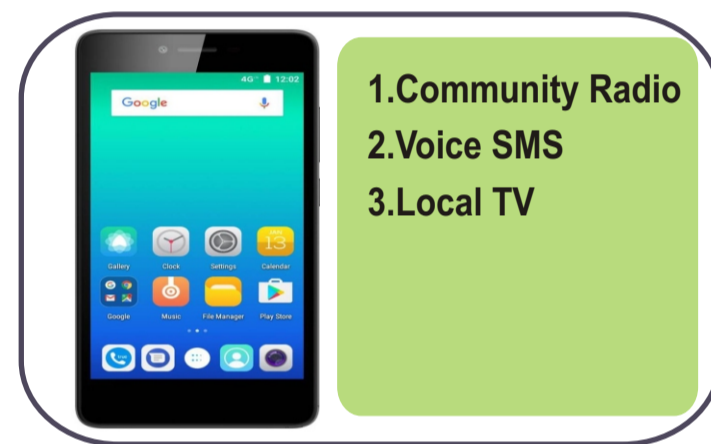 4G 12:02
Google
13
Gallery Clock Settings Calendar
Google Music File Manager Play Store
1.Community Radio
2.Voice SMS
3.Local TV